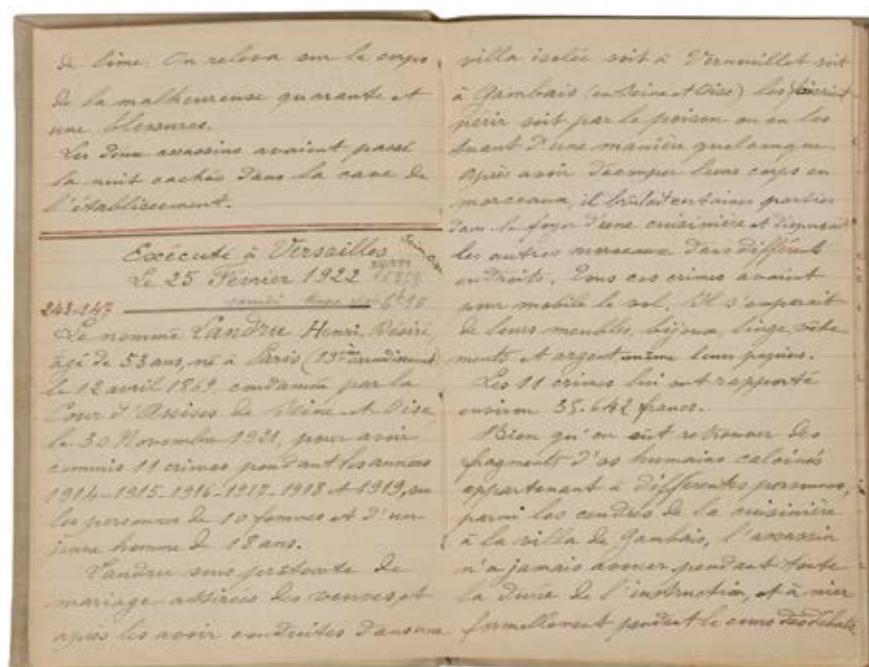 de lime. On releva sur le corps
de la malheureuse quarante et
une blessures.
Les deux assassins avaient passé
la nuit cachés dans la cave de
l'établissement.
Exécuté à Versailles
Le 25 Février 1922
243-147
Le nommé Landru Henri, Désiré,
âgé de 53 ans, né à Paris (19ème arrondissement
le 12 avril 1869, condamné par la
Cour d'Assises de Seine et Oise,
le 30 Novembre 1921, pour avoir
commis 11 crimes pendant les années
1914-1915-1916-1917-1918 et 1919, sur
les personnes de 10 femmes et d'un
jeune homme de 18 ans.
Landru sous prétexte de
mariage attirées des veuves, et
après les avoir conduites dans une
villa isolée soit à Vernouillet soit
à Gambais (en Seine et Oise) les
périr soit par le poison ou en les
tuant d'une manière quelconque.
Après avoir découper leurs corps en
morceaux, il brûlait certaines parties
dans le foyer d'une cuisinière et dispersait
les autres morceaux dans différent
endroits. Tous ces crimes avaient
pour mobile le vol. Il s'emparait
de leurs meubles, bijoux, linge, vête
ments et argent même leurs papiers.
Les 11 crimes lui ont rapporté
environ 35.642 francs.
Bien qu'on eût retrouver des
fragments d'os humains calcinés
appartenant à différentes personnes,
parmi les cendres de la cuisinière
à la villa de Gambais, l'assassin
n'a jamais avouer pendant toute
la durée de l'instruction, et à nier
formellement pendant le cours des débats.